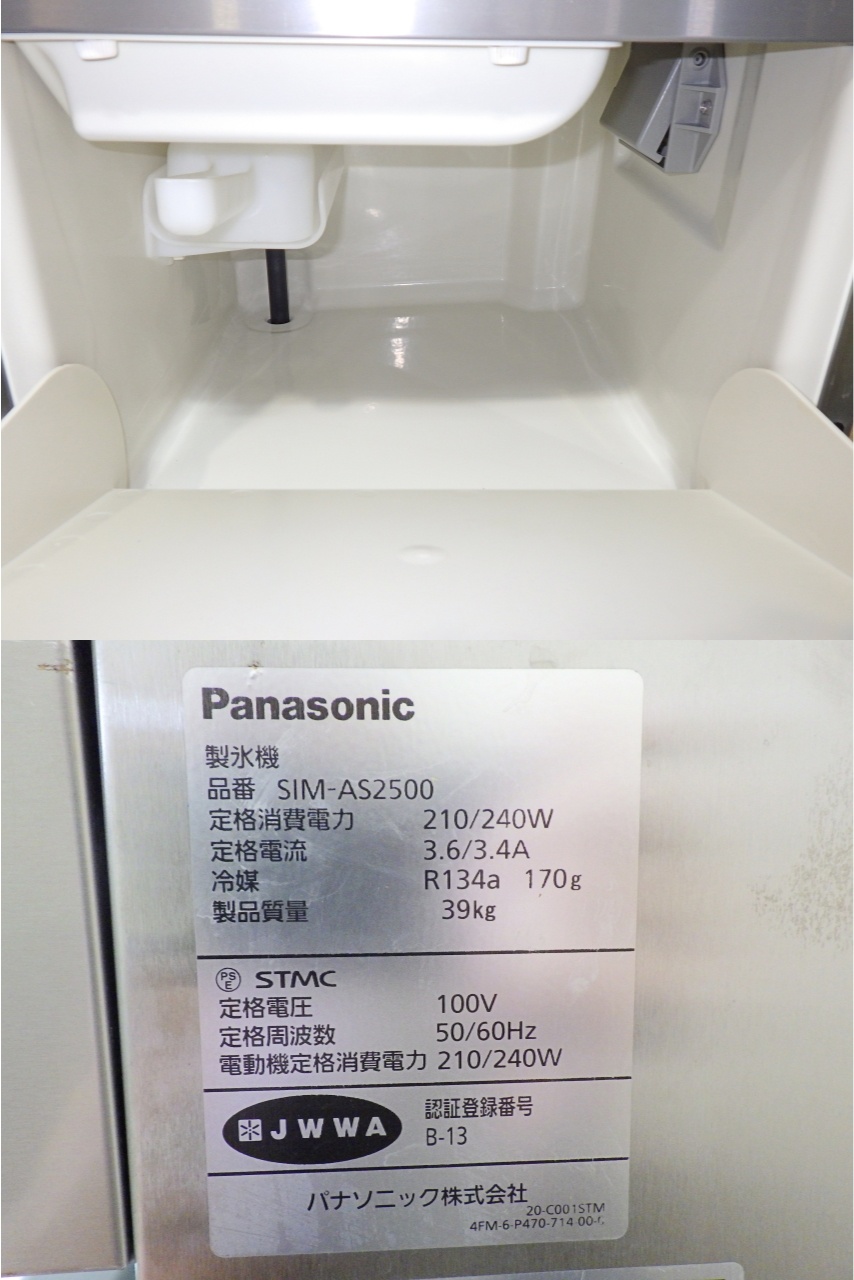 Panasonic
製氷機
品番 SIM-AS2500
定格消費電力 210/240W
定格電流 3.6/3.4A
冷媒 R134a 170g
製品質量 39kg
PSE STMC
定格電圧 100V
定格周波数 50/60Hz
電動機定格消費電力 210/240W
JWWA 認証登録番号
B-13
パナソニック株式会社
20-C001STM
4FM-6-P470-714-00-